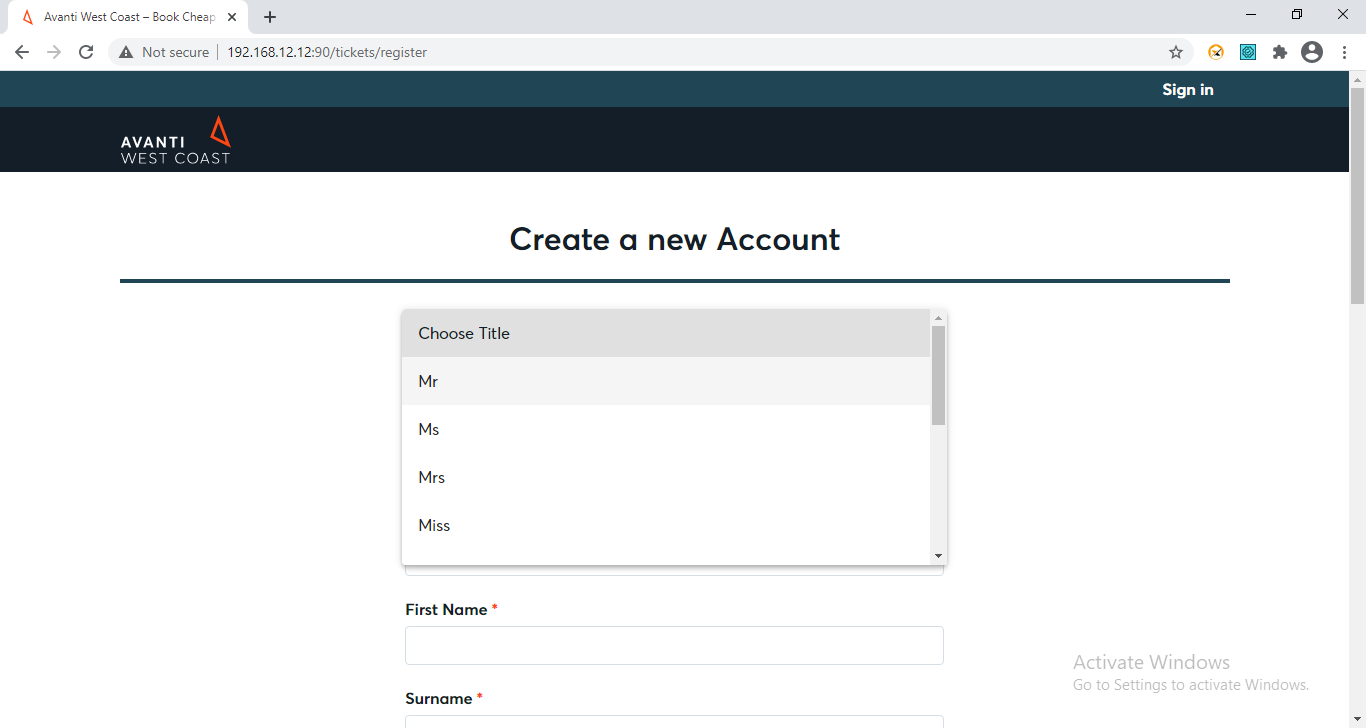 Avanti West Coast – Book Cheap
Not secure
192.168.12.12:90/tickets/register
Sign in
AVANTI
WEST COAST
Create a new Account
Choose Title
Mr
Ms
Mrs
Miss
First Name *
Surname *
Activate Windows
Go to Settings to activate Windows.